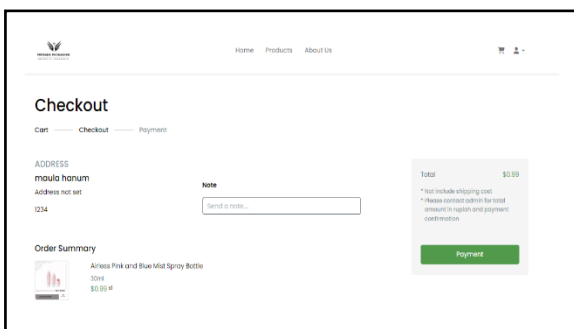 Home Products About Us
Checkout
Cart Checkout Payment
ADDRESS
maula hanum
Address not set
1234
Note
Send a note...
Total $0.99
* Not include shipping cost
* Please contact admin for total
amount in rupiah and payment
confirmation
Payment
Order Summary
Airless Pink and Blue Mist Spray Bottle
30ml
$0.99